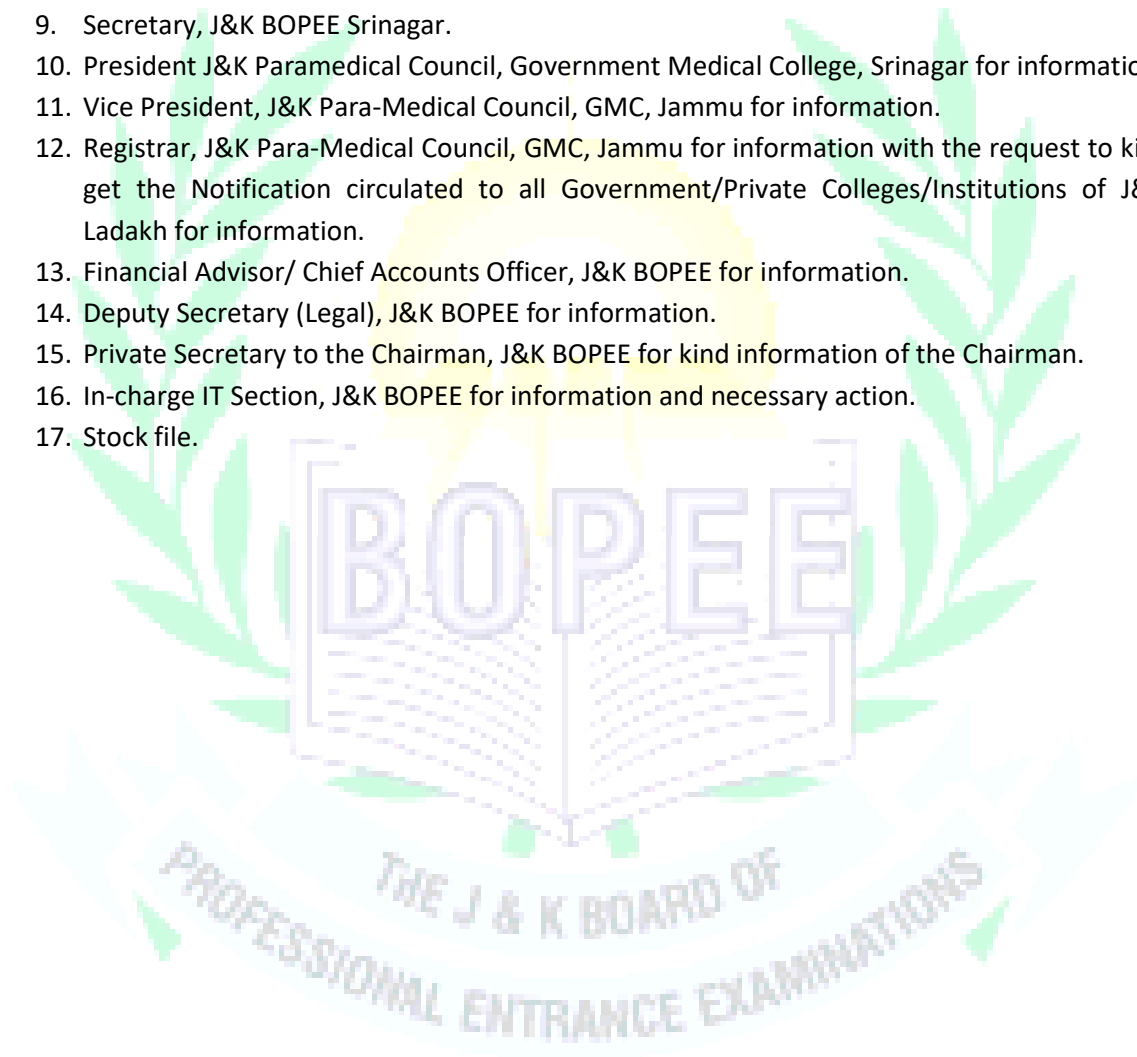 9. Secretary, J&K BOPEE Srinagar.
10. President J&K Paramedical Council, Government Medical College, Srinagar for informatio
11. Vice President, J&K Para-Medical Council, GMC, Jammu for information.
12. Registrar, J&K Para-Medical Council, GMC, Jammu for information with the request to ki
get the Notification circulated to all Government/Private Colleges/Institutions of J&
Ladakh for information.
13. Financial Advisor/ Chief Accounts Officer, J&K BOPEE for information.
14. Deputy Secretary (Legal), J&K BOPEE for information.
15. Private Secretary to the Chairman, J&K BOPEE for kind information of the Chairman.
16. In-charge IT Section, J&K BOPEE for information and necessary action.
17. Stock file.
BOPEE
THE J & K BOARD OF
PROFESSIONAL ENTRANCE EXAMINATIONS